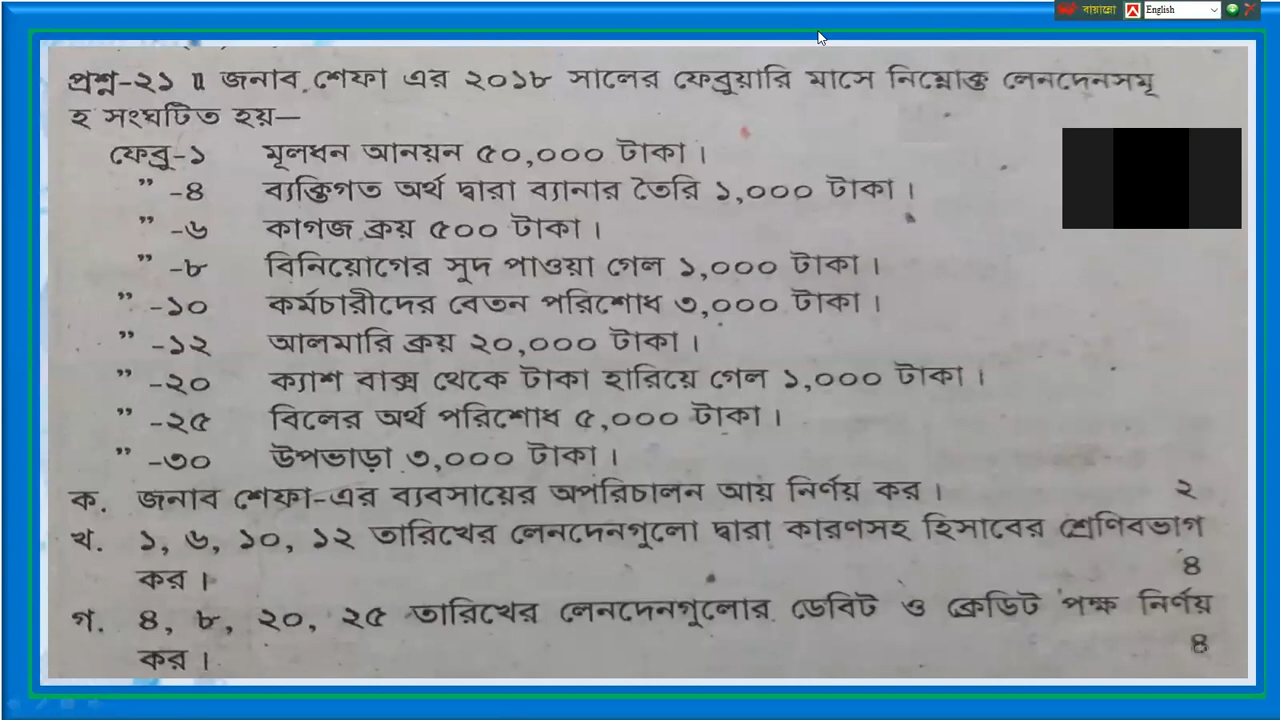 বায়ান্নো English
প্রশ্ন-২১ ॥ জনাব শেফা এর ২০১৮ সালের ফেব্রুয়ারি মাসে নিম্নোক্ত লেনদেনসমূ
হ সংঘটিত হয়—
ফেব্রু-১ মূলধন আনয়ন ৫০,০০০ টাকা।
” -৪ ব্যক্তিগত অর্থ দ্বারা ব্যানার তৈরি ১,০০০ টাকা।
” -৬ কাগজ ক্রয় ৫০০ টাকা।
” -৮ বিনিয়োগের সুদ পাওয়া গেল ১,০০০ টাকা।
” -১০ কর্মচারীদের বেতন পরিশোধ ৩,০০০ টাকা।
” -১২ আলমারি ক্রয় ২০,০০০ টাকা।
” -২০ ক্যাশ বাক্স থেকে টাকা হারিয়ে গেল ১,০০০ টাকা।
” -২৫ বিলের অর্থ পরিশোধ ৫,০০০ টাকা।
” -৩০ উপভাড়া ৩,০০০ টাকা।
ক. জনাব শেফা-এর ব্যবসায়ের অপরিচালন আয় নির্ণয় কর। ২
খ. ১, ৬, ১০, ১২ তারিখের লেনদেনগুলো দ্বারা কারণসহ হিসাবের শ্রেণিবিভাগ
কর। ৪
গ. ৪, ৮, ২০, ২৫ তারিখের লেনদেনগুলোর ডেবিট ও ক্রেডিট পক্ষ নির্ণয়
কর। ৪